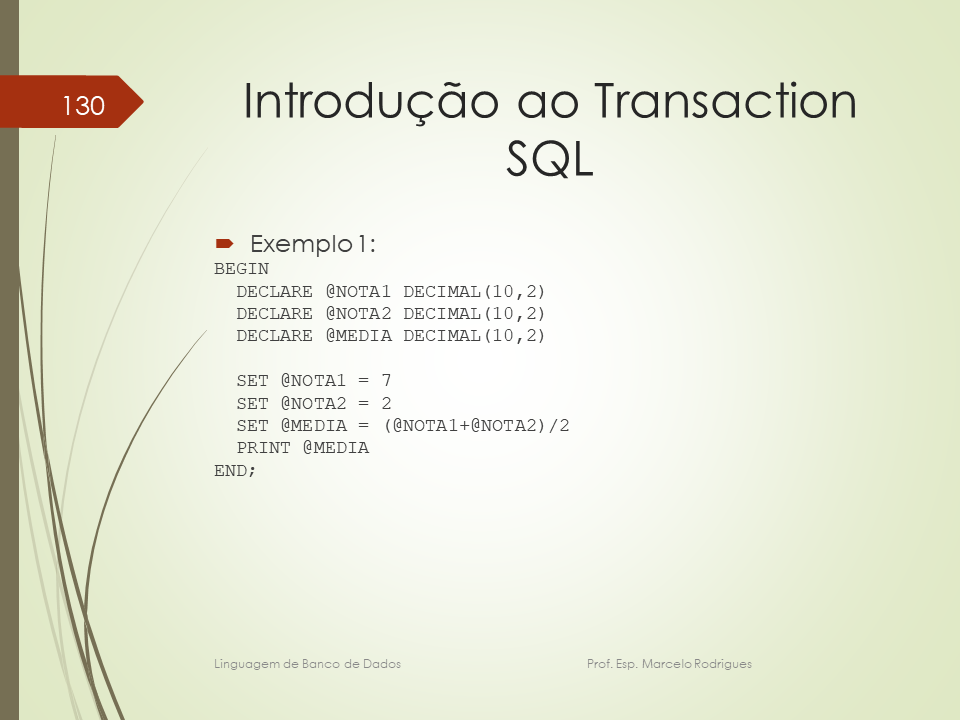 130
Introdução ao Transaction
SQL
Exemplo 1:
BEGIN
DECLARE @NOTA1 DECIMAL(10,2)
DECLARE @NOTA2 DECIMAL(10,2)
DECLARE @MEDIA DECIMAL(10,2)
SET @NOTA1 = 7
SET @NOTA2 = 2
SET @MEDIA = (@NOTA1+@NOTA2)/2
PRINT @MEDIA
END;
Linguagem de Banco de Dados Prof. Esp. Marcelo Rodrigues